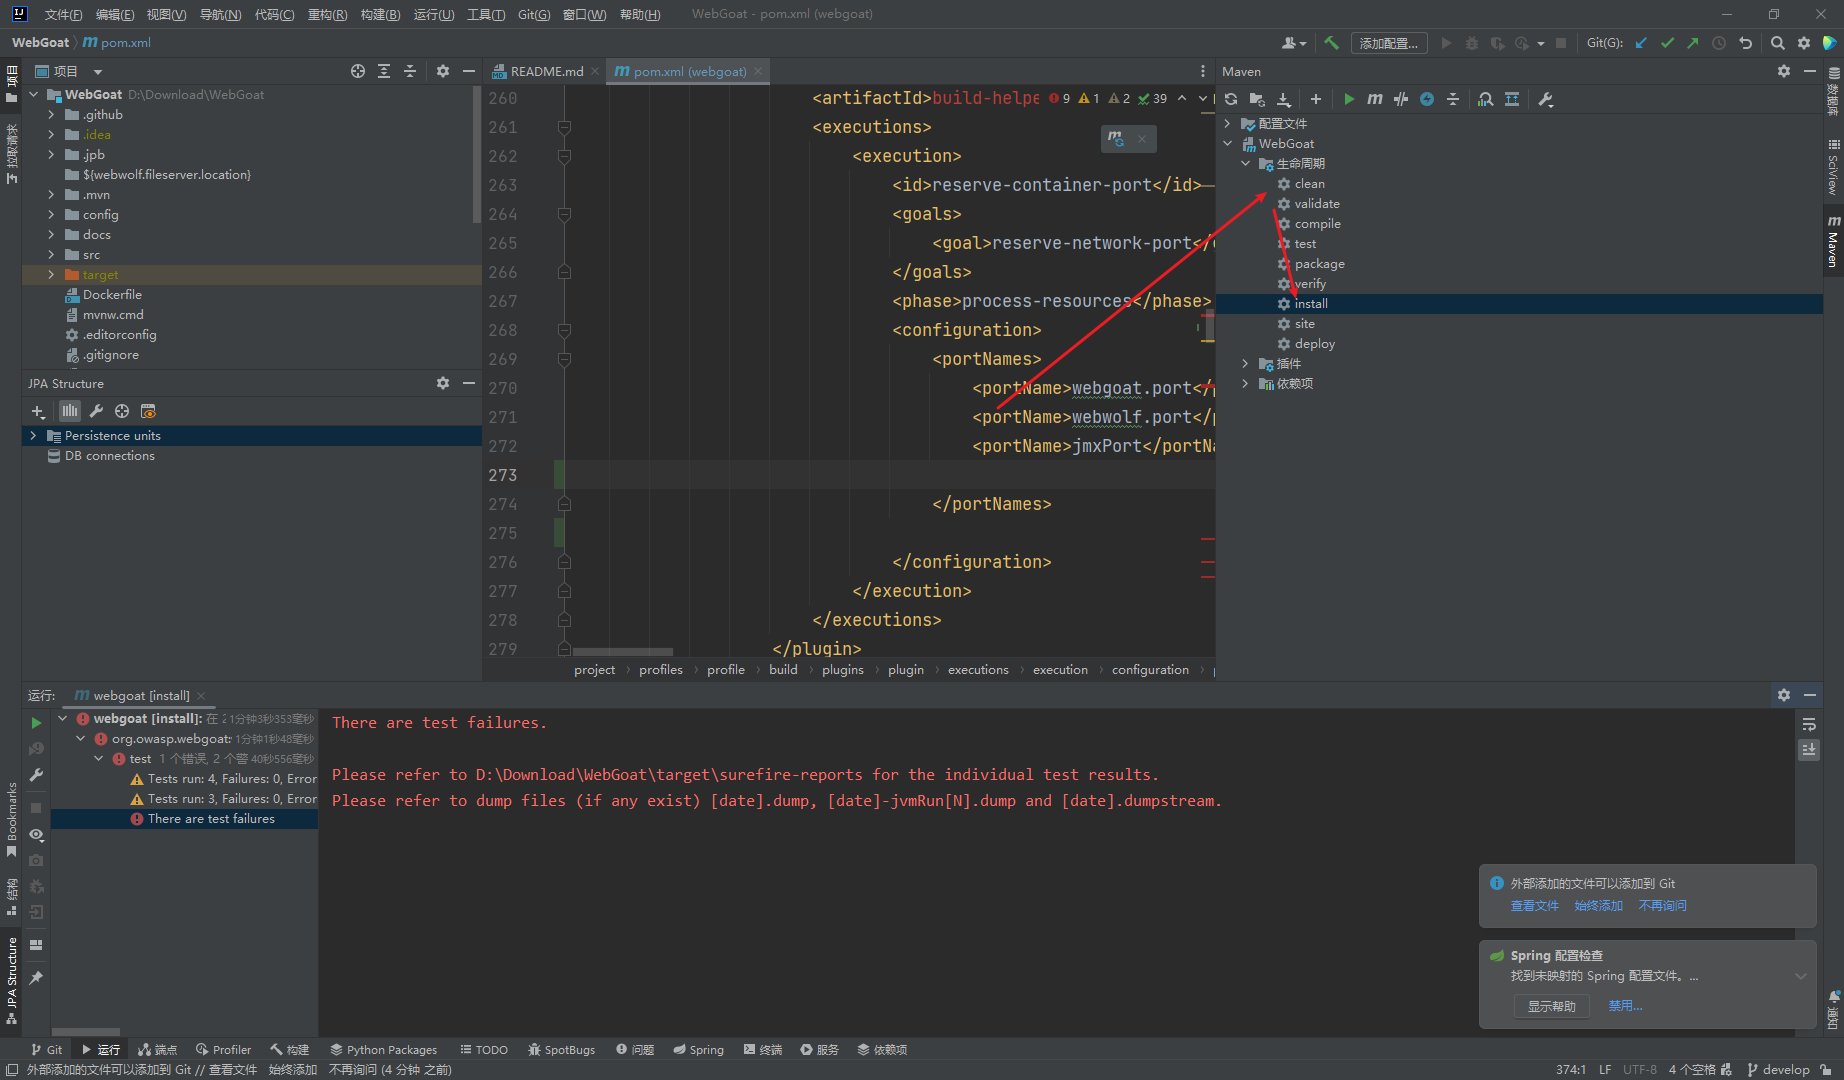 文件(F) 编辑(E) 视图(V) 导航(N) 代码(C) 重构(R) 构建(B) 运行(U) 工具(T) Git(G) 窗口(W) 帮助(H) WebGoat - pom.xml (webgoat)
WebGoat pom.xml
添加配置...
Git(G):
项目
README.md
pom.xml (webgoat)
Maven
WebGoat D:\Download\WebGoat
.github
.idea
.jpb
${webwolf.fileserver.location}
.mvn
config
docs
src
target
Dockerfile
mvnw.cmd
.editorconfig
.gitignore
JPA Structure
Persistence units
DB connections
260 <artifactId>build-helpe
9 1 2 39
261 <executions>
262 <execution>
263 <id>reserve-container-port</id>
264 <goals>
265 <goal>reserve-network-port</
266 </goals>
267 <phase>process-resources</phase>
268 <configuration>
269 <portNames>
270 <portName>webgoat.port</
271 <portName>webwolf.port</
272 <portName>jmxPort</portNa
273
274 </portNames>
275
276 </configuration>
277 </execution>
278 </executions>
279 </plugin>
project profiles profile build plugins plugin executions execution configuration
配置文件
WebGoat
生命周期
clean
validate
compile
test
package
verify
install
site
deploy
插件
依赖项
项目
拉取请求
Bookmarks
结构
JPA Structure
数据库
SciView
Maven
通知
运行: webgoat [install]
webgoat [install]: 在 2 1分钟3秒353毫秒
org.owasp.webgoat: 1分钟1秒48毫秒
test 1 个错误, 2 个警 40秒556毫秒
Tests run: 4, Failures: 0, Error
Tests run: 3, Failures: 0, Error
There are test failures
There are test failures.
Please refer to D:\Download\WebGoat\target\surefire-reports for the individual test results.
Please refer to dump files (if any exist) [date].dump, [date]-jvmRun[N].dump and [date].dumpstream.
外部添加的文件可以添加到 Git
查看文件 始终添加 不再询问
Spring 配置检查
找到未映射的 Spring 配置文件。...
显示帮助 禁用...
Git 运行 端点 Profiler 构建 Python Packages TODO SpotBugs 问题 Spring 终端 服务 依赖项
外部添加的文件可以添加到 Git // 查看文件 始终添加 不再询问 (4 分钟 之前)
374:1 LF UTF-8 4 个空格 develop